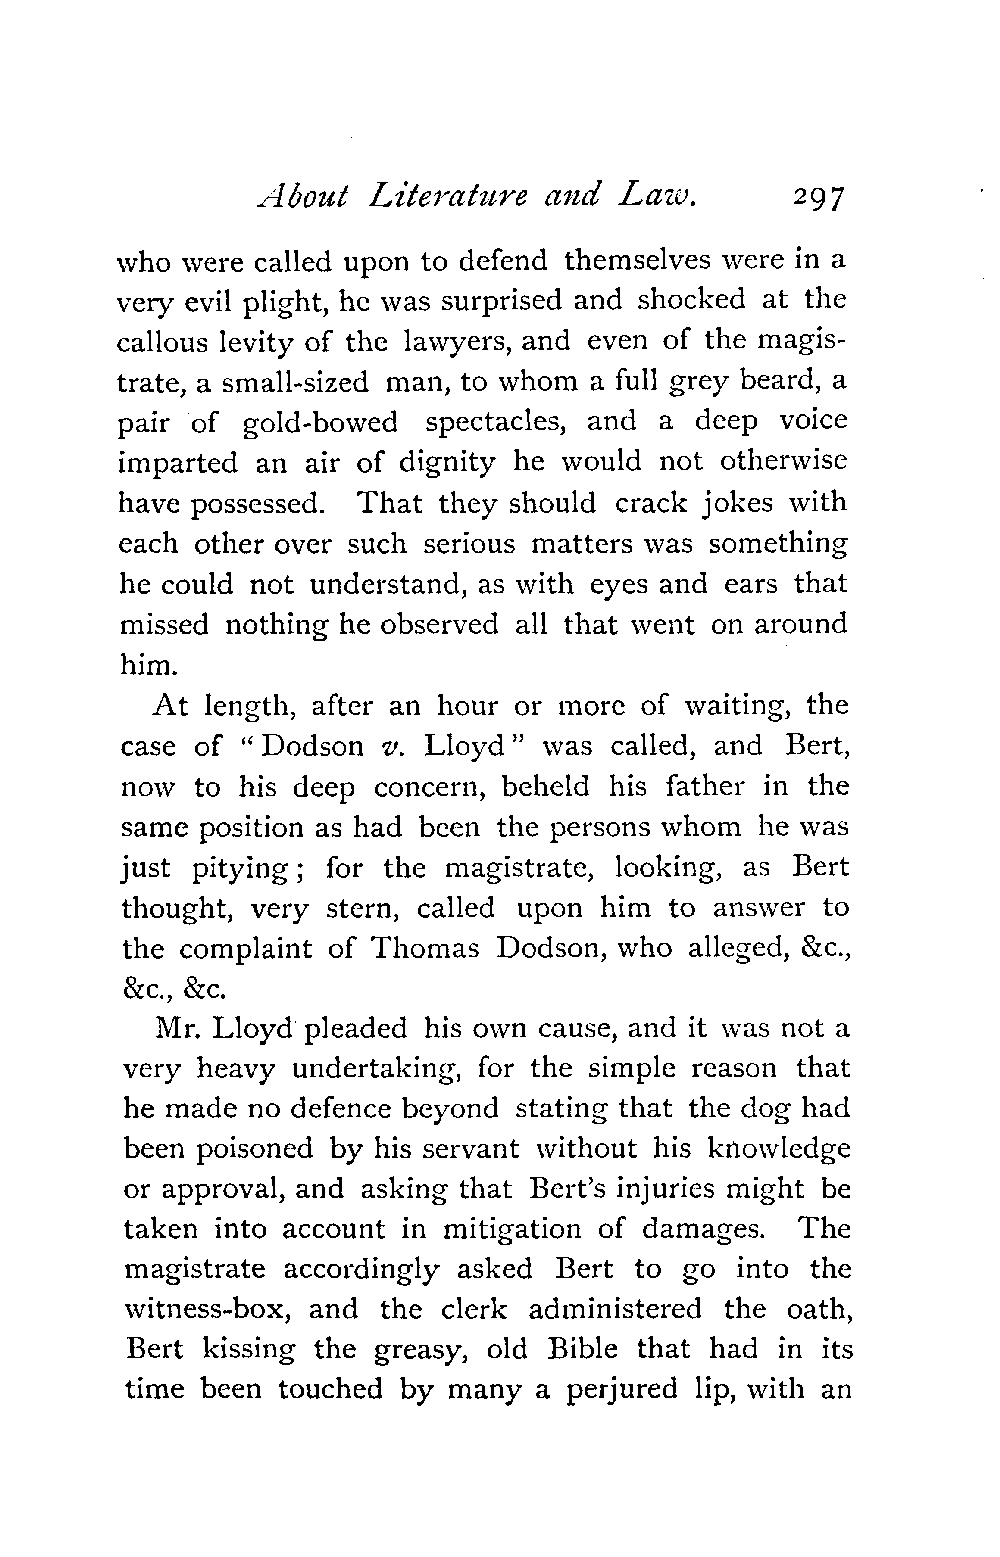 About Literature and Law. 297
who were called upon to defend themselves were in a
very evil plight, he was surprised and shocked at the
callous levity of the lawyers, and even of the magis-
trate, a small-sized man, to whom a full grey beard, a
pair of gold-bowed spectacles, and a deep voice
imparted an air of dignity he would not otherwise
have possessed. That they should crack jokes with
each other over such serious matters was something
he could not understand, as with eyes and ears that
missed nothing he observed all that went on around
him.
At length, after an hour or more of waiting, the
case of “Dodson v. Lloyd” was called, and Bert,
now to his deep concern, beheld his father in the
same position as had been the persons whom he was
just pitying; for the magistrate, looking, as Bert
thought, very stern, called upon him to answer to
the complaint of Thomas Dodson, who alleged, &c.,
&c., &c.
Mr. Lloyd pleaded his own cause, and it was not a
very heavy undertaking, for the simple reason that
he made no defence beyond stating that the dog had
been poisoned by his servant without his knowledge
or approval, and asking that Bert's injuries might be
taken into account in mitigation of damages. The
magistrate accordingly asked Bert to go into the
witness-box, and the clerk administered the oath,
Bert kissing the greasy, old Bible that had in its
time been touched by many a perjured lip, with an